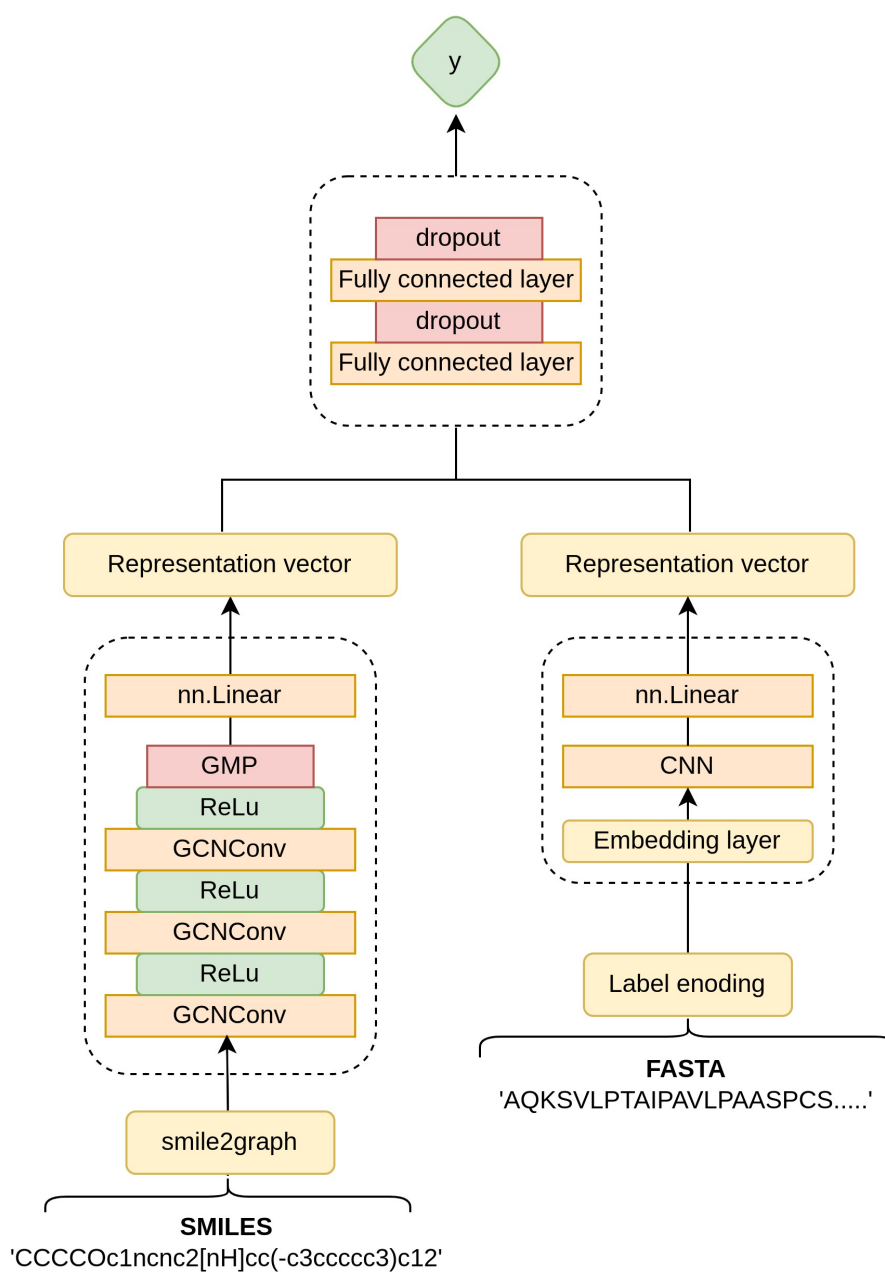 y
dropout
Fully connected layer
dropout
Fully connected layer
Representation vector
Representation vector
nn.Linear
GMP
ReLu
GCNConv
ReLu
GCNConv
ReLu
GCNConv
smile2graph
SMILES
'CCCCOc1ncnc2[nH]cc(-c3ccccc3)c12'
nn.Linear
CNN
Embedding layer
Label enoding
FASTA
'AQKSVLPTAIPAVLPAASPCS.....'